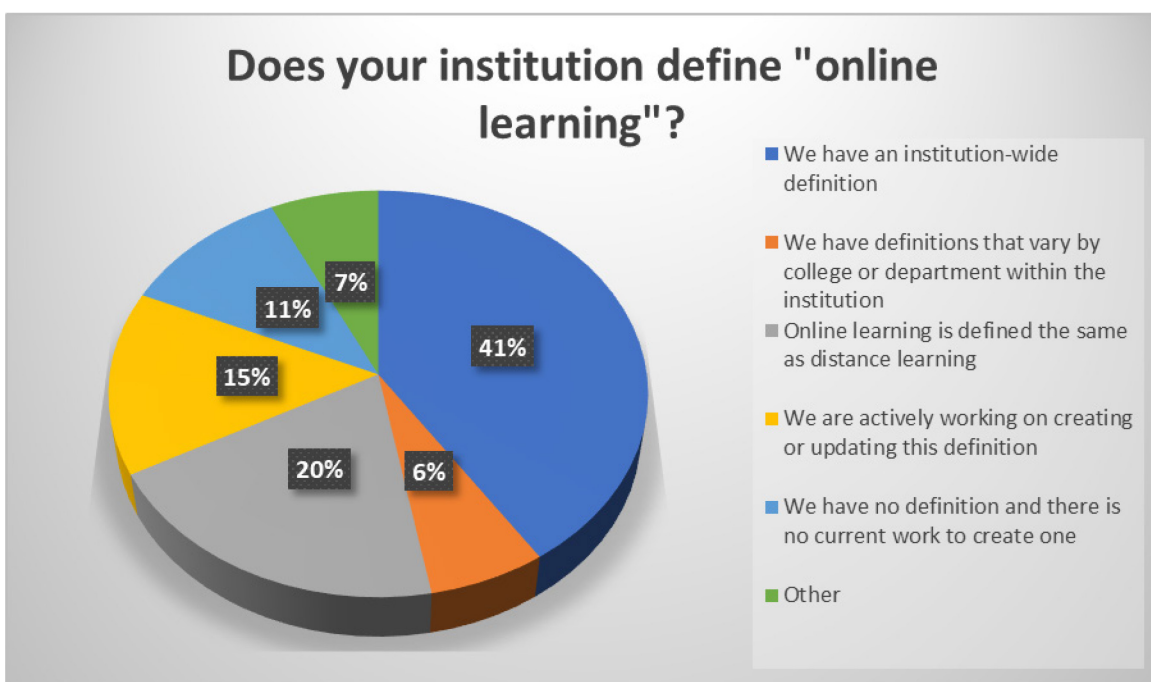 Does your institution define "online
learning"?
We have an institution-wide
definition
We have definitions that vary by
college or department within the
institution
Online learning is defined the same
as distance learning
We are actively working on creating
or updating this definition
We have no definition and there is
no current work to create one
Other
7%
11%
41%
15%
20%
6%